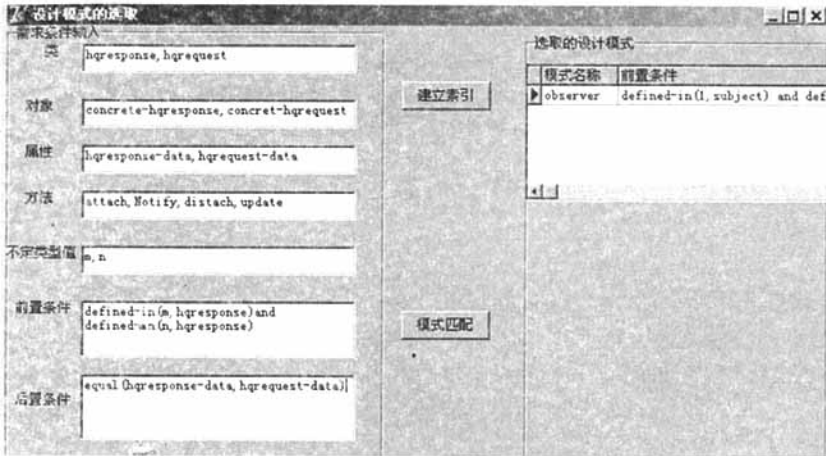 设计模式的选取
需求条件输入
类
hqresponse, hqrequest
对象
concrete-hqresponse, concret-hqrequest
属性
hqresponse-data, hqrequest-data
方法
attach, Notify, distach, update
不定类型值
m, n
前置条件
defined-in(m, hqresponse)and
defined-an(n, hqresponse)
后置条件
equal(hqresponse-data, hqrequest-data)
建立索引
模式匹配
选取的设计模式
模式名称 前置条件
observer defined-in(1, subject) and def